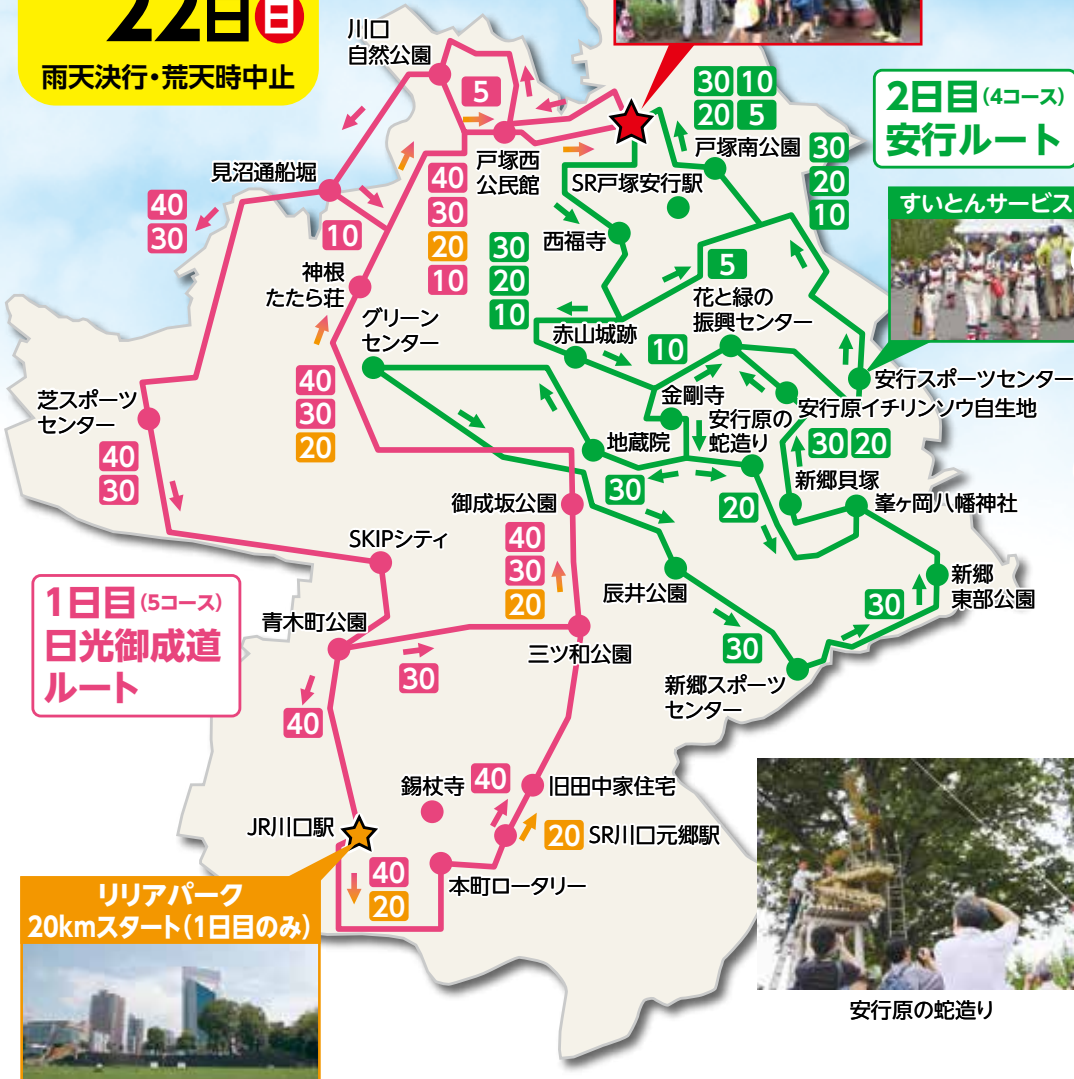 22日日
雨天決行・荒天時中止
川口
自然公園
5
30 10
20 5
2日目(4コース)
安行ルート
戸塚西
公民館
戸塚南公園
SR戸塚安行駅
見沼通船堀
40
30
10
40
30
20
10
30
20
10
すいとんサービス
西福寺
30
20
10
5
神根
たたら荘
グリーン
センター
花と緑の
振興センター
赤山城跡
10
金剛寺
安行スポーツセンター
安行原イチリンソウ自生地
芝スポーツ
センター
40
30
40
30
20
地蔵院
安行原の
蛇造り
30 20
30
新郷貝塚
20
峯ヶ岡八幡神社
御成坂公園
SKIPシティ
40
30
20
辰井公園
新郷
東部公園
30
1日目(5コース)
日光御成道
ルート
青木町公園
30
三ツ和公園
30
新郷スポーツ
センター
40
錫杖寺
40
旧田中家住宅
JR川口駅
20
SR川口元郷駅
40
20
本町ロータリー
リリアパーク
20kmスタート(1日目のみ)
安行原の蛇造り